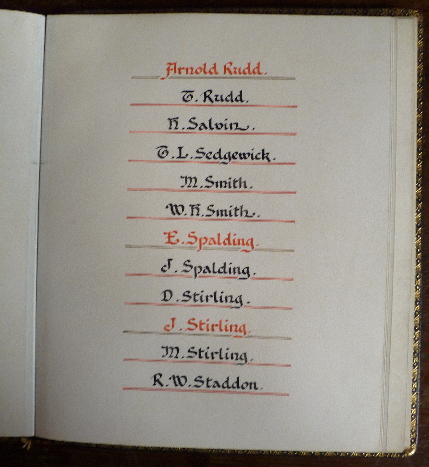 Arnold Rudd.
T. Rudd.
H. Salvin.
T. L. Sedgewick.
M. Smith.
W. H. Smith.
E. Spalding.
J. Spalding.
D. Stirling.
J. Stirling.
M. Stirling.
R. W. Staddon.